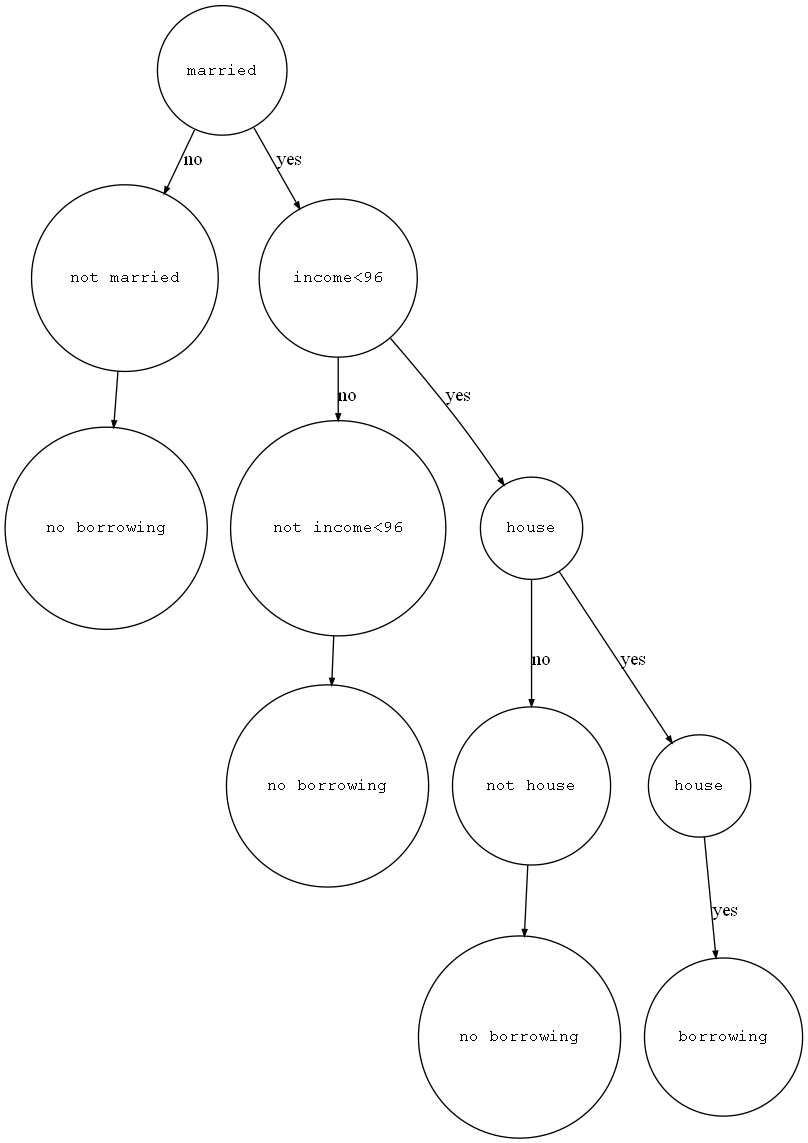 married
no
yes
not married
income<96
no
yes
no borrowing
not income<96
house
no
yes
no borrowing
not house
house
yes
no borrowing
borrowing